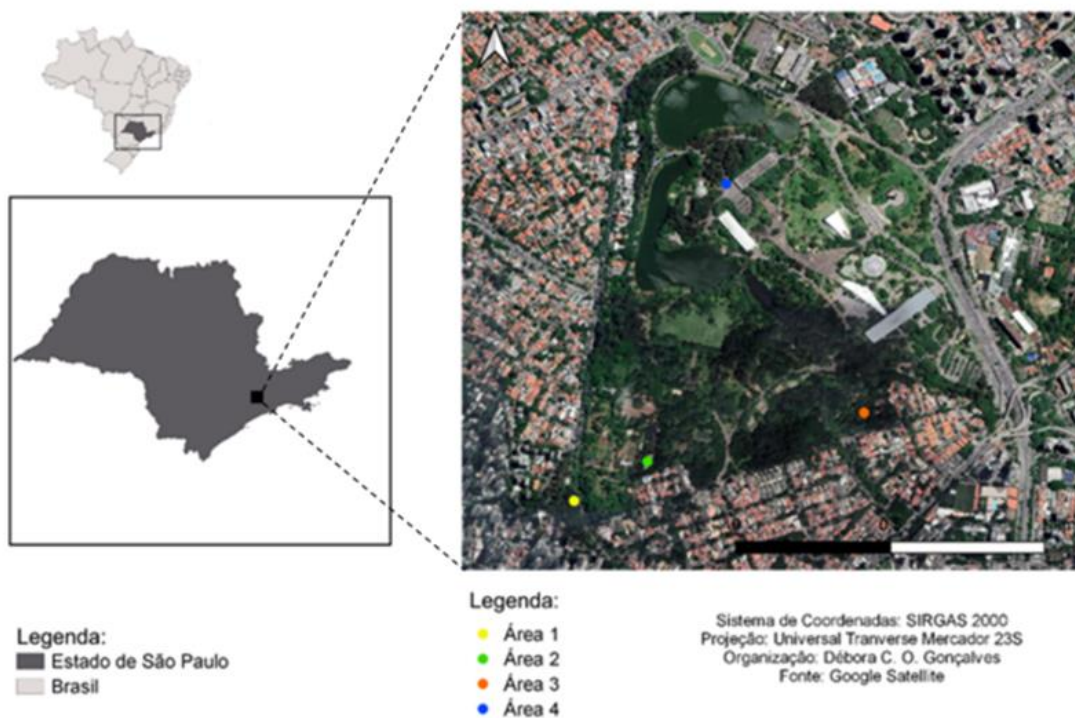 Legenda:
Estado de São Paulo
Brasil
Legenda:
Área 1
Área 2
Área 3
Área 4
Sistema de Coordenadas: SIRGAS 2000
Projeção: Universal Tranverse Mercador 23S
Organização: Débora C. O. Gonçalves
Fonte: Google Satellite